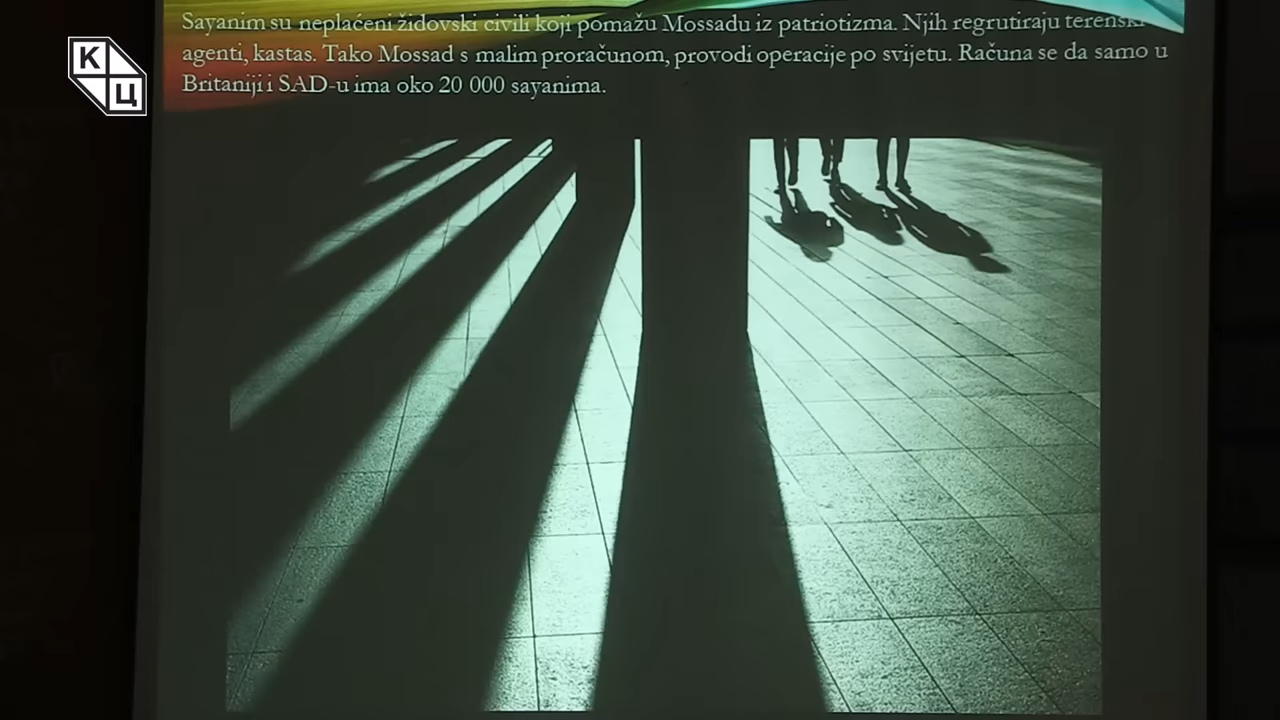 Sayanim su neplaćeni židovski civili koji pomažu Mossadu iz patriotizma. Njih regrutiraju terenski
agenti, kastas. Tako Mossad s malim proračunom, provodi operacije po svijetu. Računa se da samo u
Britaniji i SAD-u ima oko 20 000 sayanima.
К
Ц